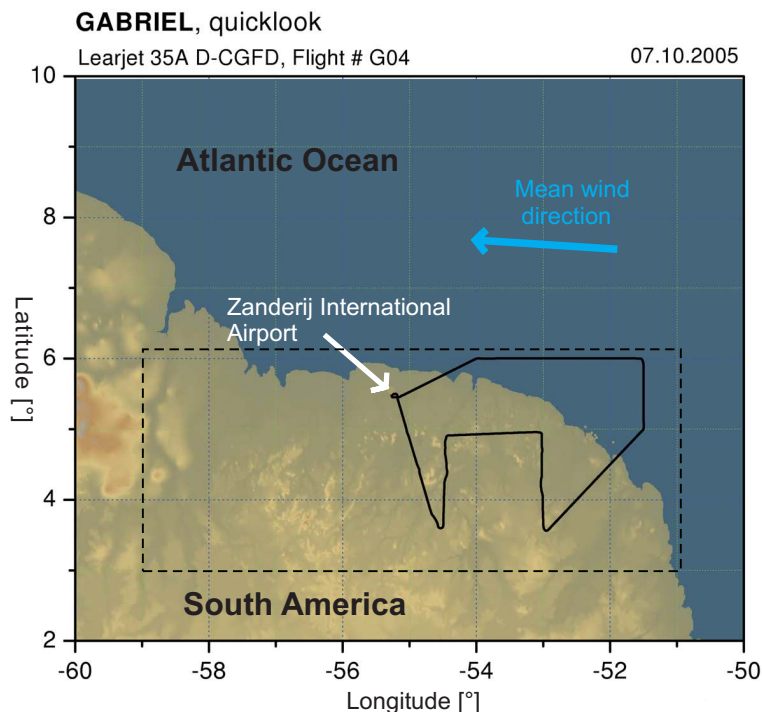 GABRIEL, quicklook
Learjet 35A D-CGFD, Flight # G04
07.10.2005
10
Atlantic Ocean
Mean wind
direction
8
Zanderij International
Airport
Latitude [°]
6
4
South America
2
-60
-58
-56
-54
-52
-50
Longitude [°]